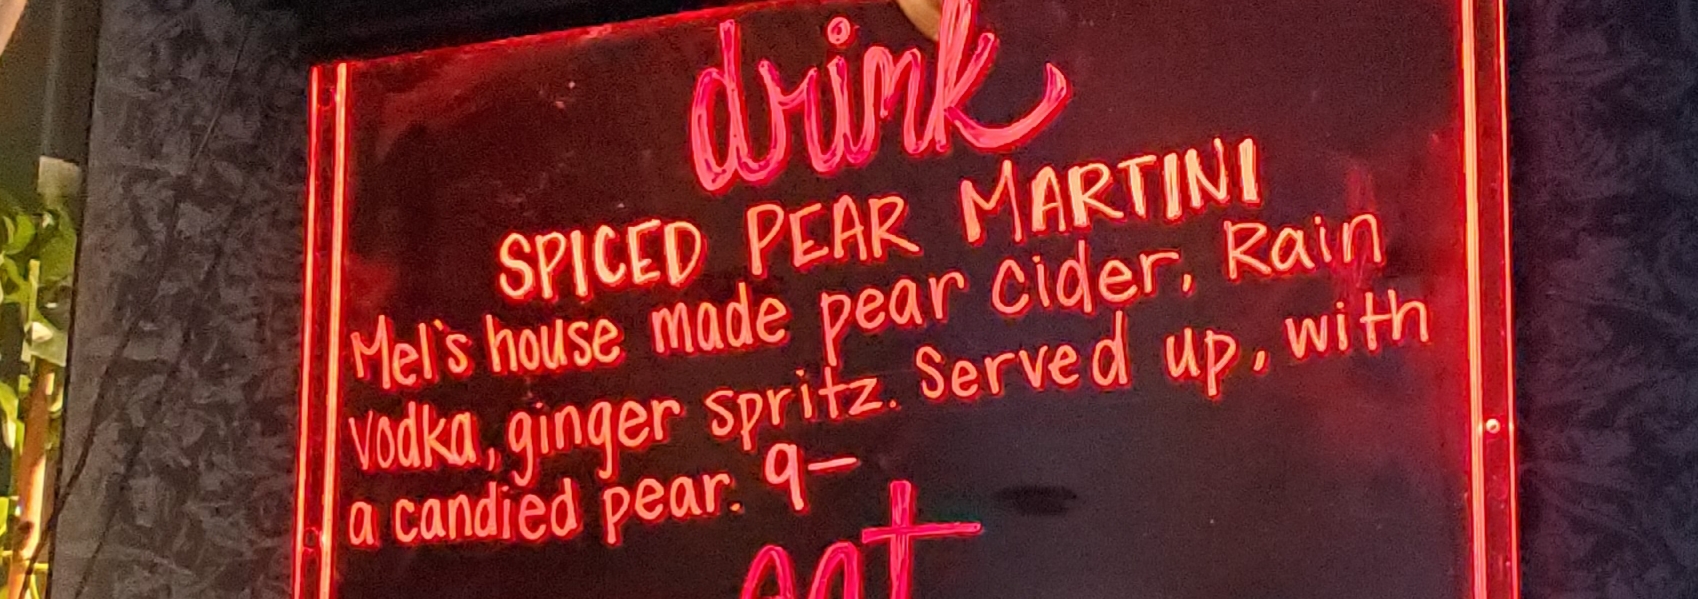 drink
SPICED PEAR MARTINI
Mel's house made pear cider, Rain
vodka, ginger spritz. Served up, with
a candied pear. 9—
eat